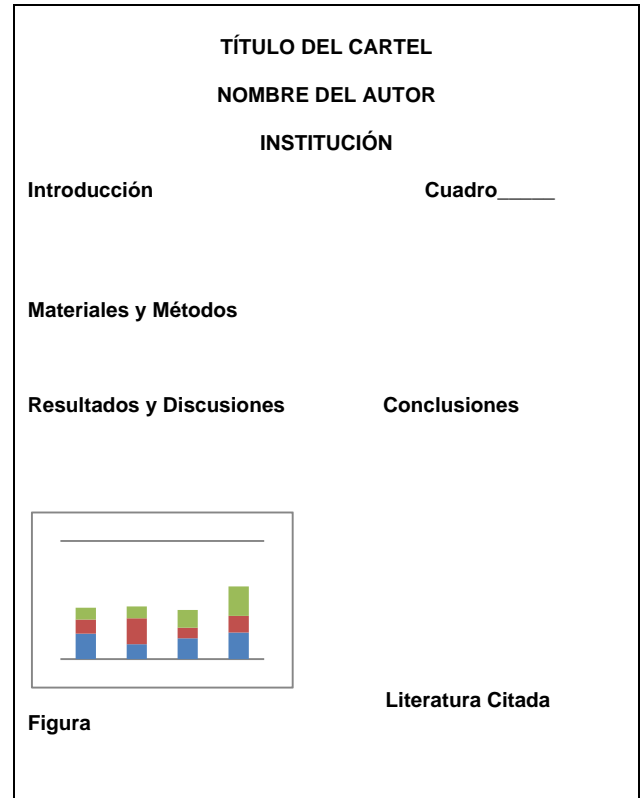 TÍTULO DEL CARTEL
NOMBRE DEL AUTOR
INSTITUCIÓN
Introducción
Cuadro_____
Materiales y Métodos
Resultados y Discusiones
Conclusiones
Literatura Citada
Figura